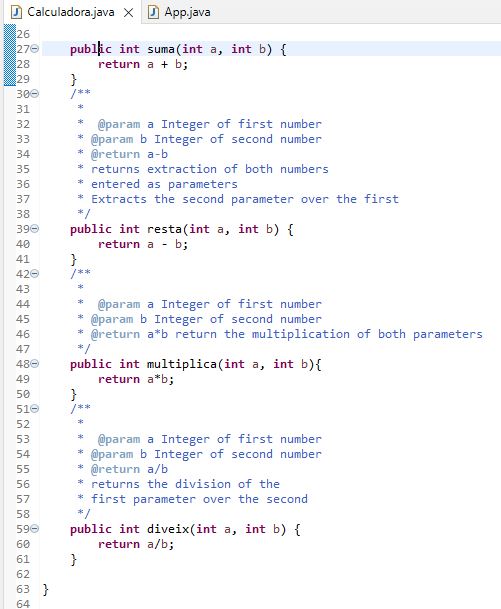 Calculadora.java App.java
26
27 public int suma(int a, int b) {
28 return a + b;
29 }
30 /**
31 *
32 * @param a Integer of first number
33 * @param b Integer of second number
34 * @return a-b
35 * returns extraction of both numbers
36 * entered as parameters
37 * Extracts the second parameter over the first
38 */
39 public int resta(int a, int b) {
40 return a - b;
41 }
42 /**
43 *
44 * @param a Integer of first number
45 * @param b Integer of second number
46 * @return a*b return the multiplication of both parameters
47 */
48 public int multiplica(int a, int b){
49 return a*b;
50 }
51 /**
52 *
53 * @param a Integer of first number
54 * @param b Integer of second number
55 * @return a/b
56 * returns the division of the
57 * first parameter over the second
58 */
59 public int diveix(int a, int b) {
60 return a/b;
61 }
62
63 }
64